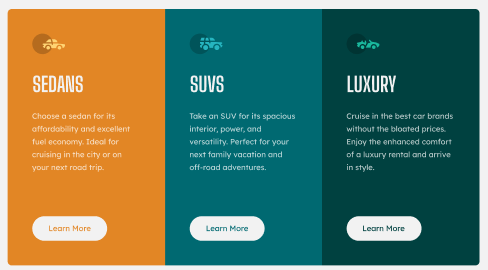 SEDANS
Choose a sedan for its
affordability and excellent
fuel economy. Ideal for
cruising in the city or on
your next road trip.
Learn More
SUVS
Take an SUV for its spacious
interior, power, and
versatility. Perfect for your
next family vacation and
off-road adventures.
Learn More
LUXURY
Cruise in the best car brands
without the bloated prices.
Enjoy the enhanced comfort
of a luxury rental and arrive
in style.
Learn More